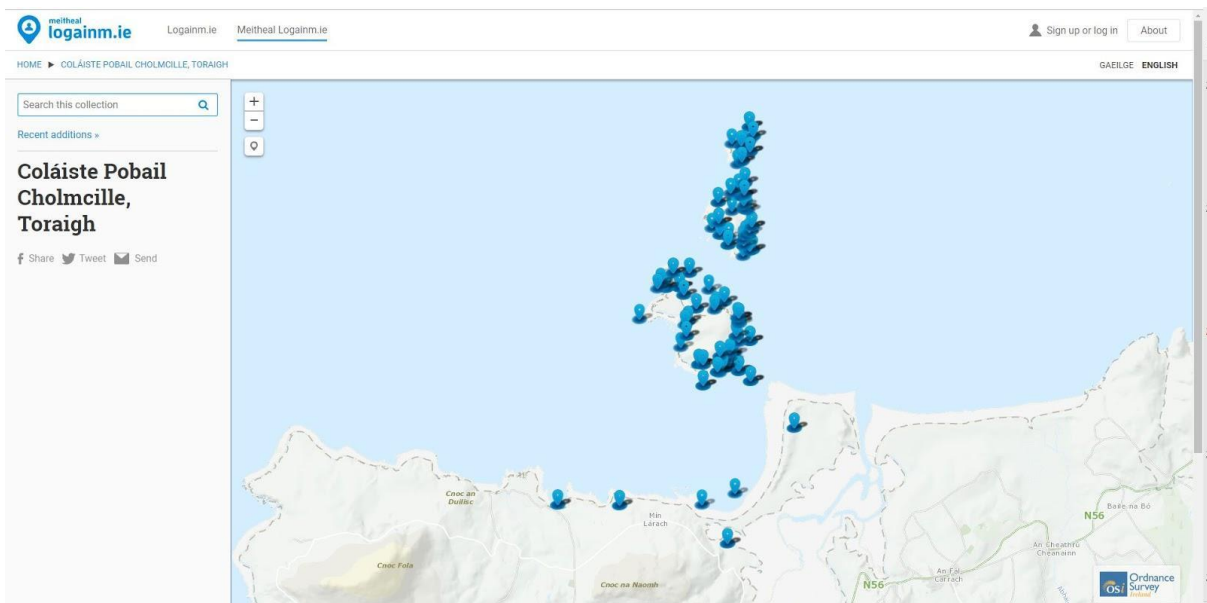 meitheal
logainm.ie
Logainm.ie
Meitheal Logainm.ie
Sign up or log in
About
HOME ► COLÁISTE POBAIL CHOLMCILLE, TORAIGH
GAEILGE ENGLISH
Search this collection
Recent additions »
Coláiste Pobail
Cholmcille,
Toraigh
Share Tweet Send
+
−
Cnoc an
Duilisc
Mín
Lárach
Cnoc Fola
Cnoc na Naomh
N56
Baile na Bó
An Cheathrú
Cheanainn
An Fál
Carrach
N56
osi Ordnance
Survey
Ireland